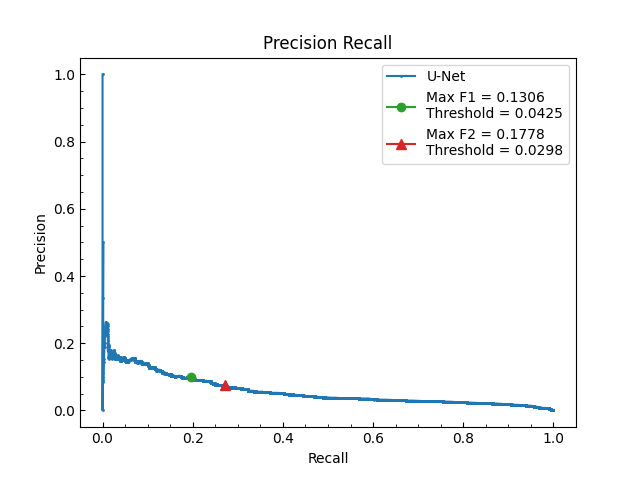 Precision Recall
U-Net
Max F1 = 0.1306
Threshold = 0.0425
Max F2 = 0.1778
Threshold = 0.0298
Precision
1.0
0.8
0.6
0.4
0.2
0.0
0.0 0.2 0.4 0.6 0.8 1.0
Recall